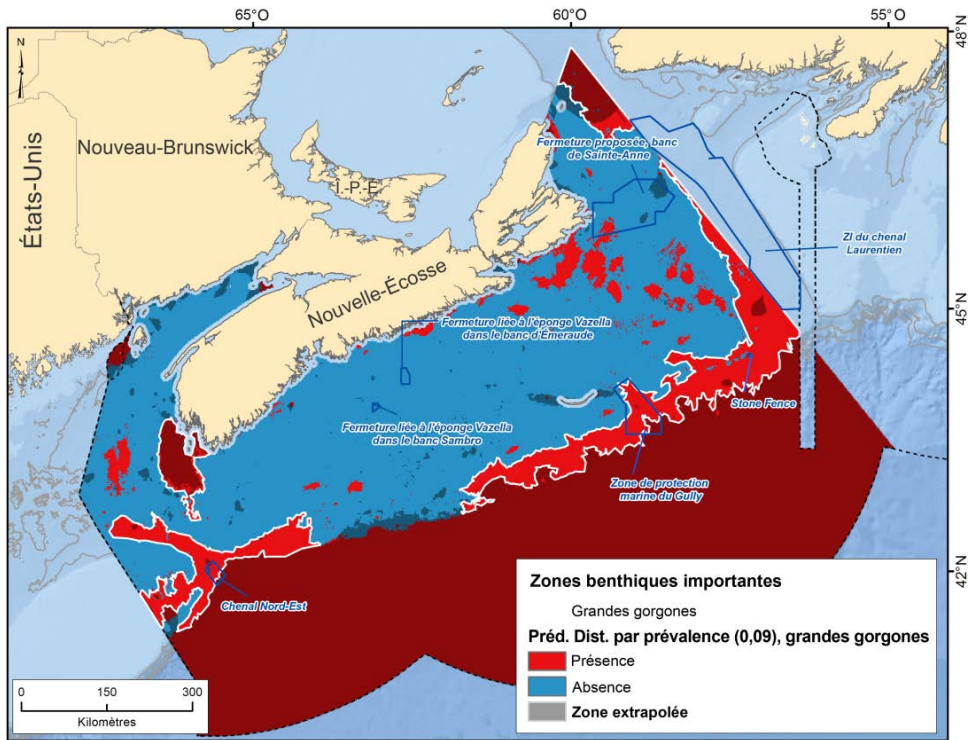 65°O
60°O
55°O
48°N
N
Nouveau-Brunswick
États-Unis
Î.-P.-É.
Nouvelle-Écosse
Fermeture proposée, banc
de Sainte-Anne
ZI du chenal
Laurentien
45°N
Fermeture liée à l'éponge Vazella
dans le banc d'Émeraude
Fermeture liée à l'éponge Vazella
dans le banc Sambro
Stone Fence
Zone de protection
marine du Gully
Chenal Nord-Est
42°N
Zones benthiques importantes
Grandes gorgones
Préd. Dist. par prévalence (0,09), grandes gorgones
Présence
Absence
Zone extrapolée
0 150 300
Kilomètres